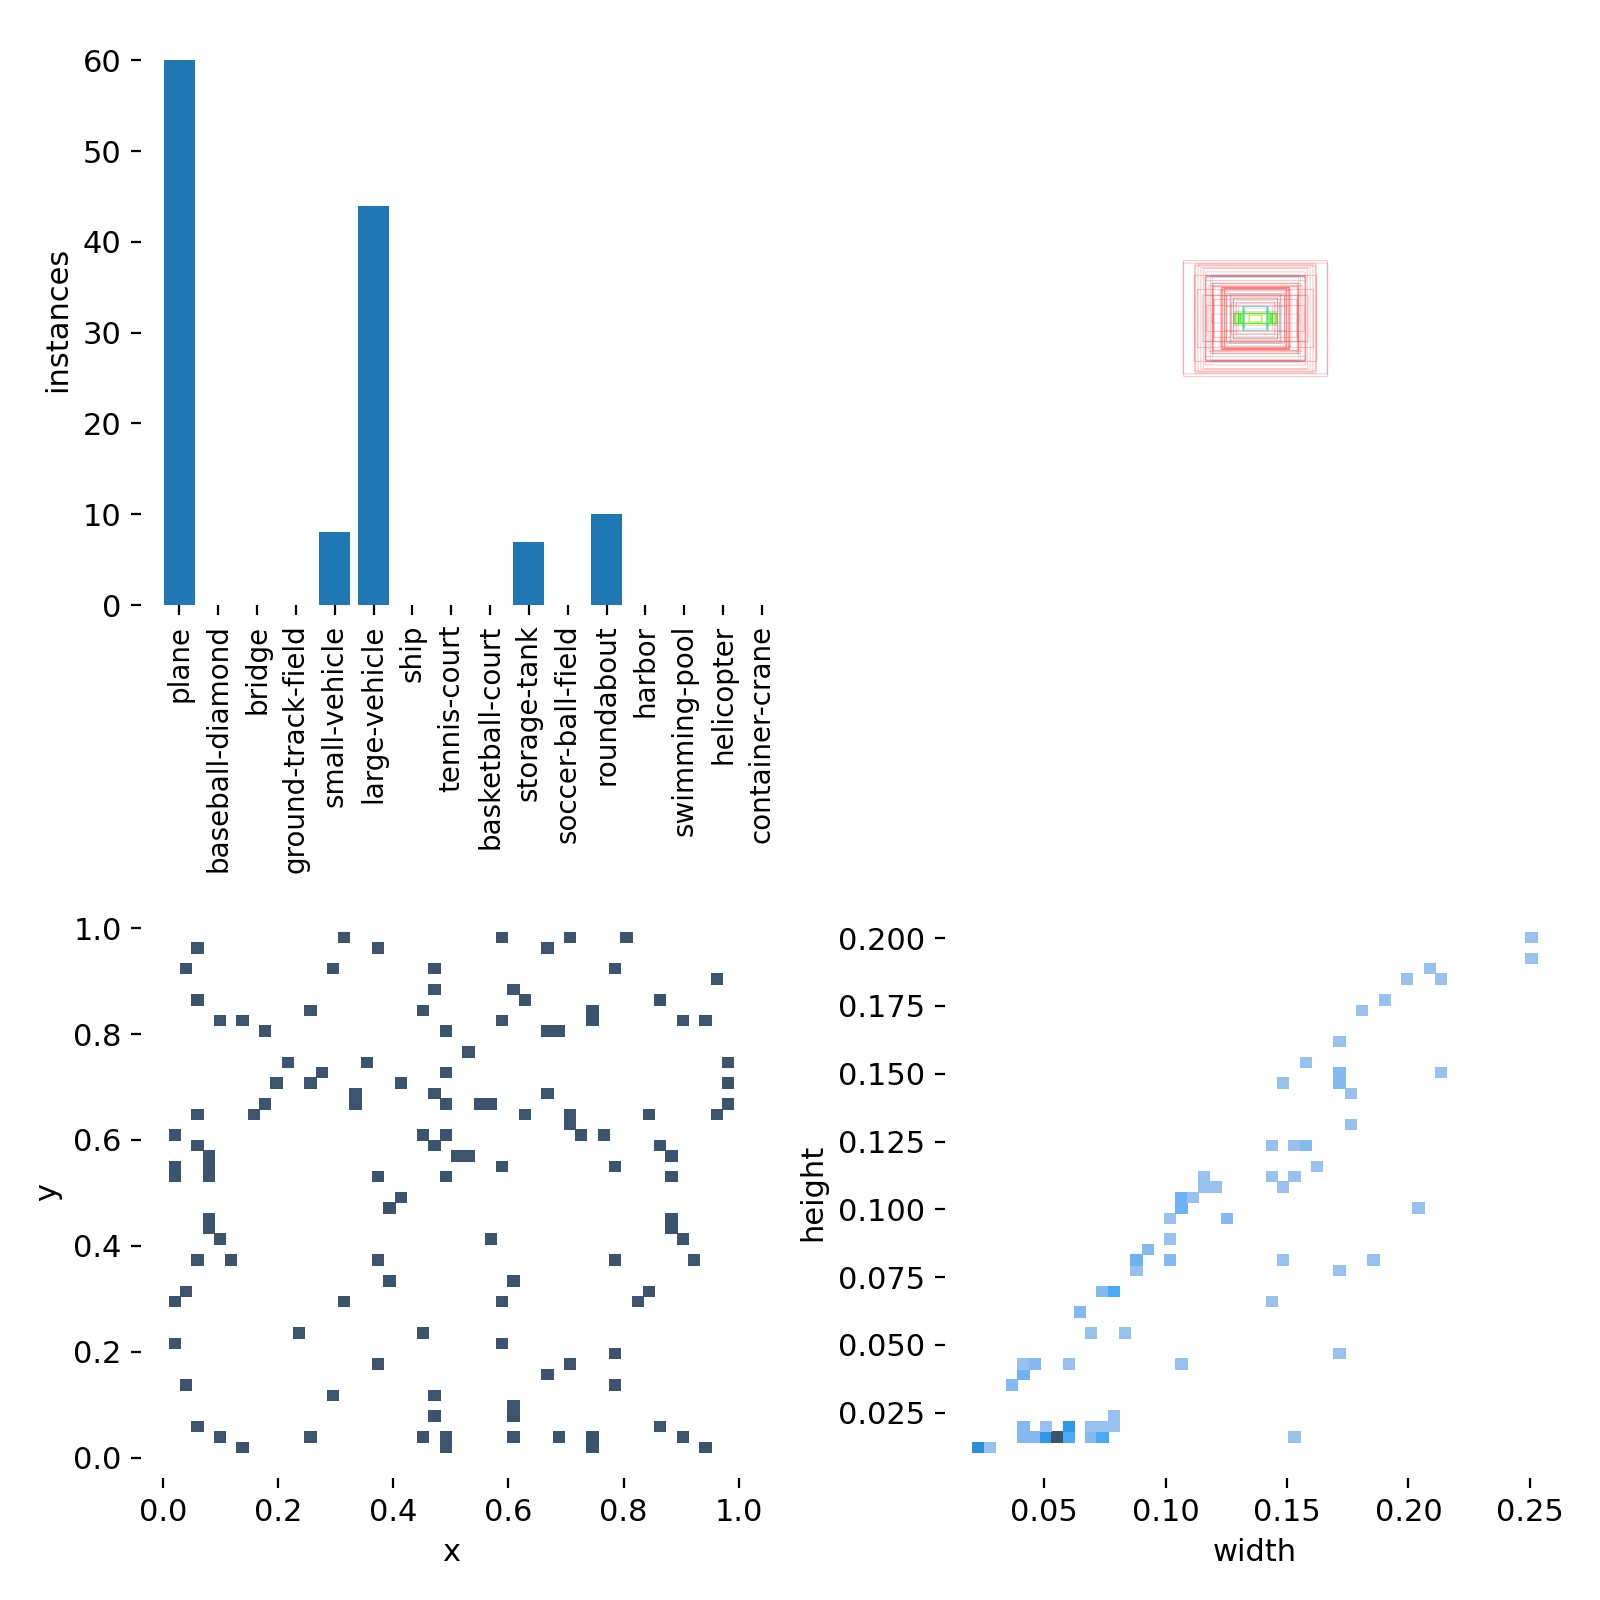 60
50
40
30
20
10
0
instances
plane
baseball-diamond
bridge
ground-track-field
small-vehicle
large-vehicle
ship
tennis-court
basketball-court
storage-tank
soccer-ball-field
roundabout
harbor
swimming-pool
helicopter
container-crane
1.0
0.8
0.6
0.4
0.2
0.0
y
0.0 0.2 0.4 0.6 0.8 1.0
x
0.200
0.175
0.150
0.125
0.100
0.075
0.050
0.025
height
0.05 0.10 0.15 0.20 0.25
width